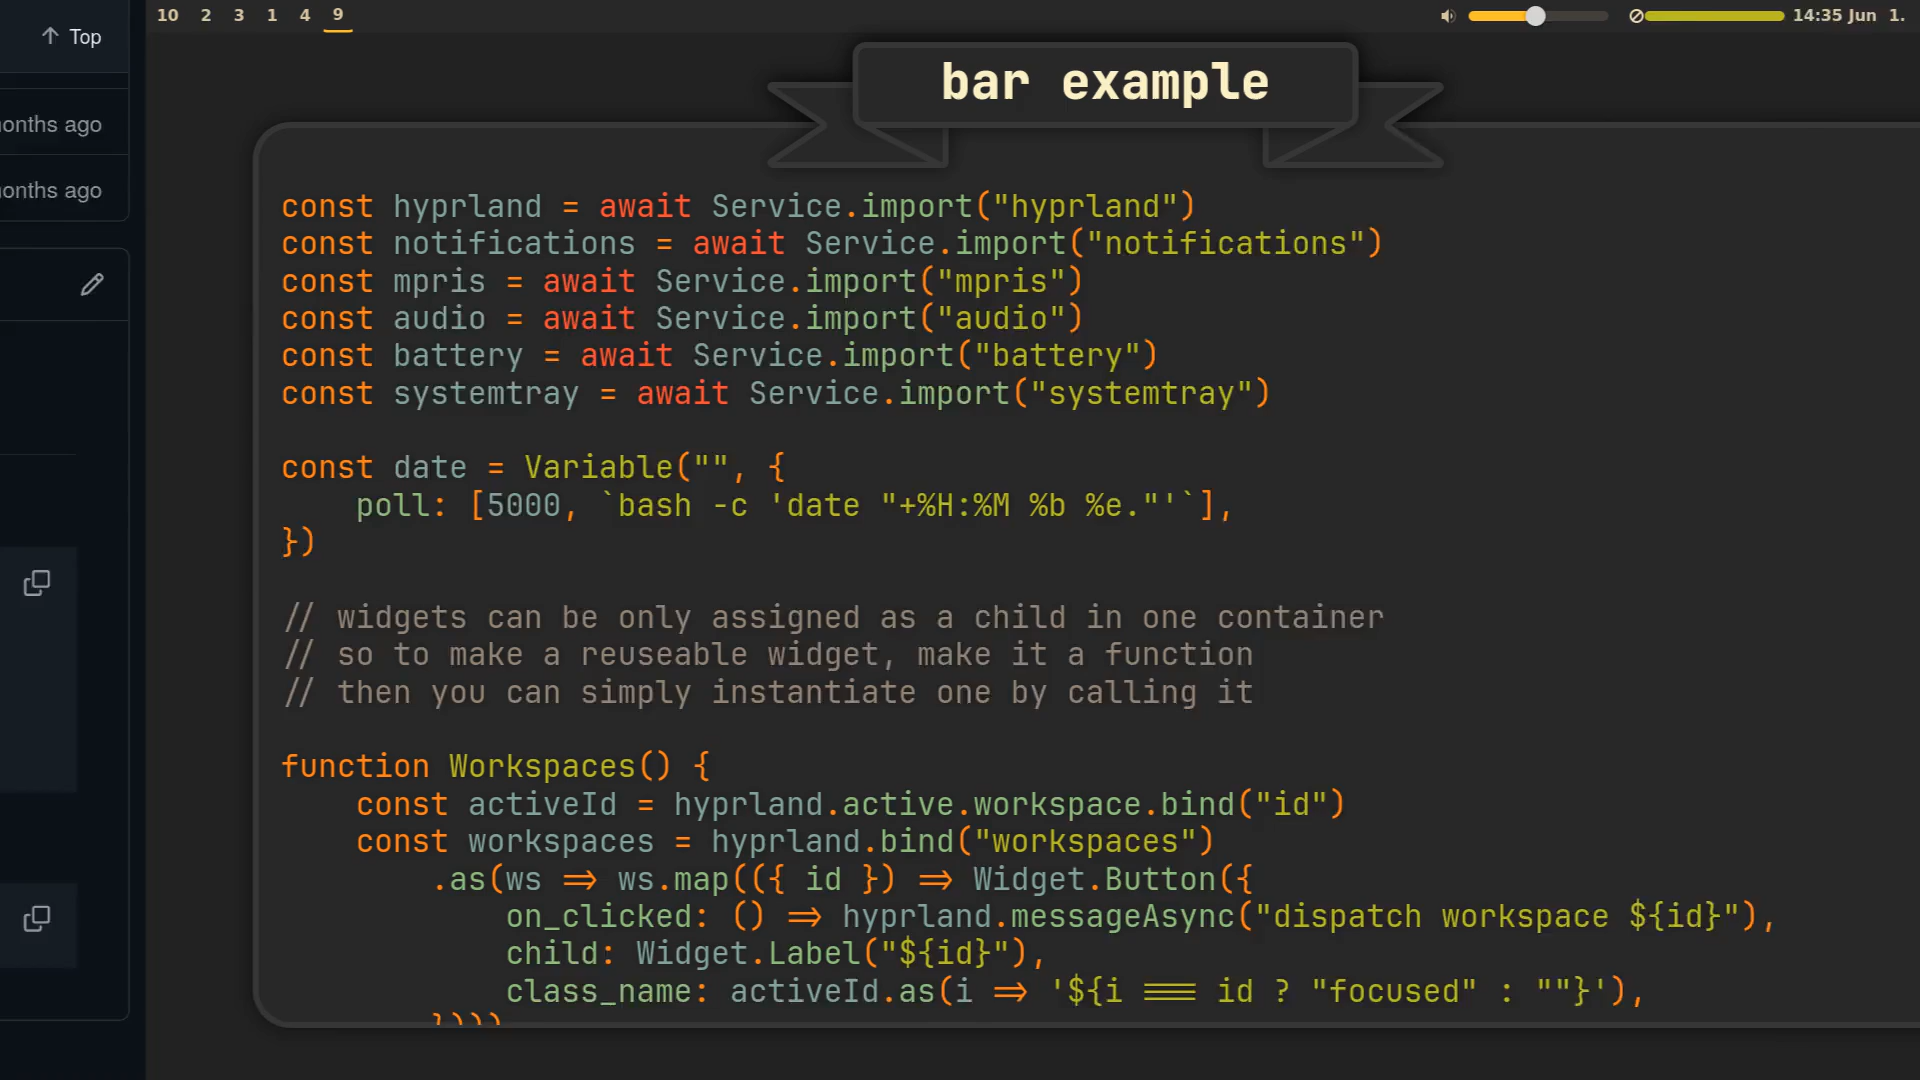 ↑ Top
10 2 3 1 4 9
14:35 Jun 1.
onths ago
onths ago
bar example
const hyprland = await Service.import("hyprland")
const notifications = await Service.import("notifications")
const mpris = await Service.import("mpris")
const audio = await Service.import("audio")
const battery = await Service.import("battery")
const systemtray = await Service.import("systemtray")
const date = Variable("", {
    poll: [5000, `bash -c 'date "+%H:%M %b %e."'`],
})
// widgets can be only assigned as a child in one container
// so to make a reuseable widget, make it a function
// then you can simply instantiate one by calling it
function Workspaces() {
    const activeId = hyprland.active.workspace.bind("id")
    const workspaces = hyprland.bind("workspaces")
        .as(ws => ws.map(({ id }) => Widget.Button({
            on_clicked: () => hyprland.messageAsync("dispatch workspace ${id}"),
            child: Widget.Label("${id}"),
            class_name: activeId.as(i => '${i === id ? "focused" : ""}'),
        })))